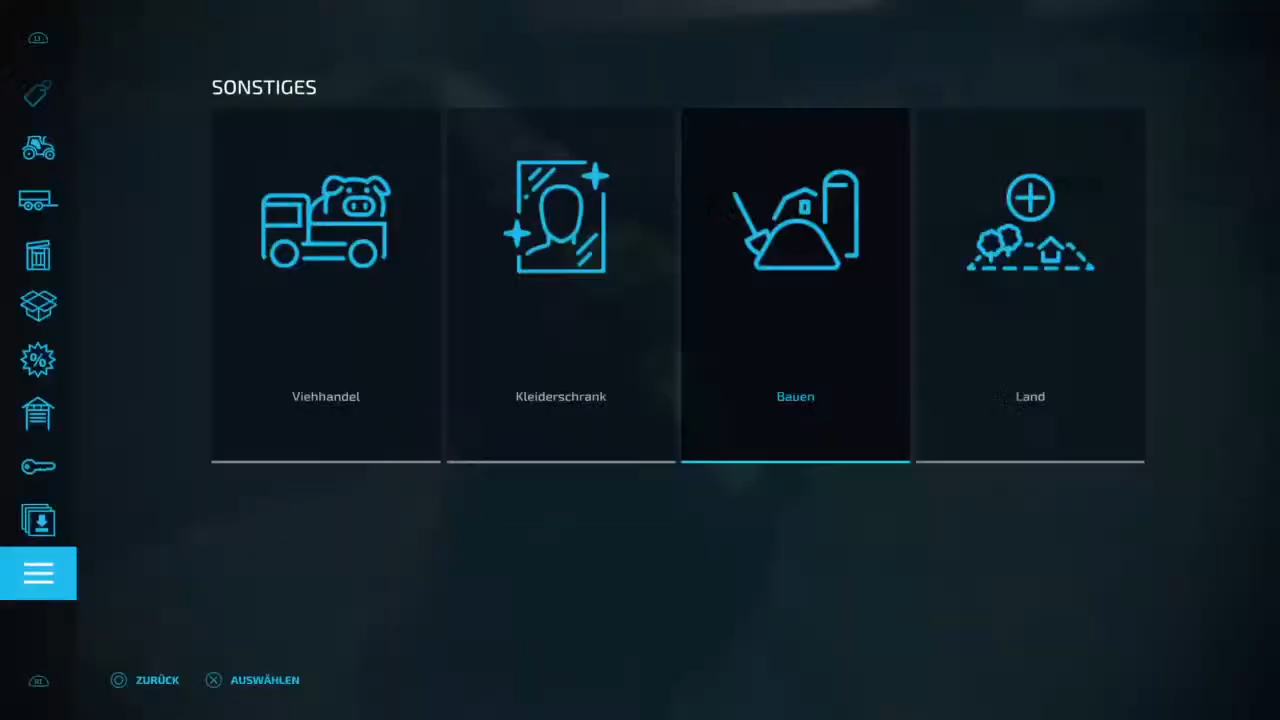 SONSTIGES
Viehhandel
Kleiderschrank
Bauen
Land
%
ZURÜCK
AUSWÄHLEN